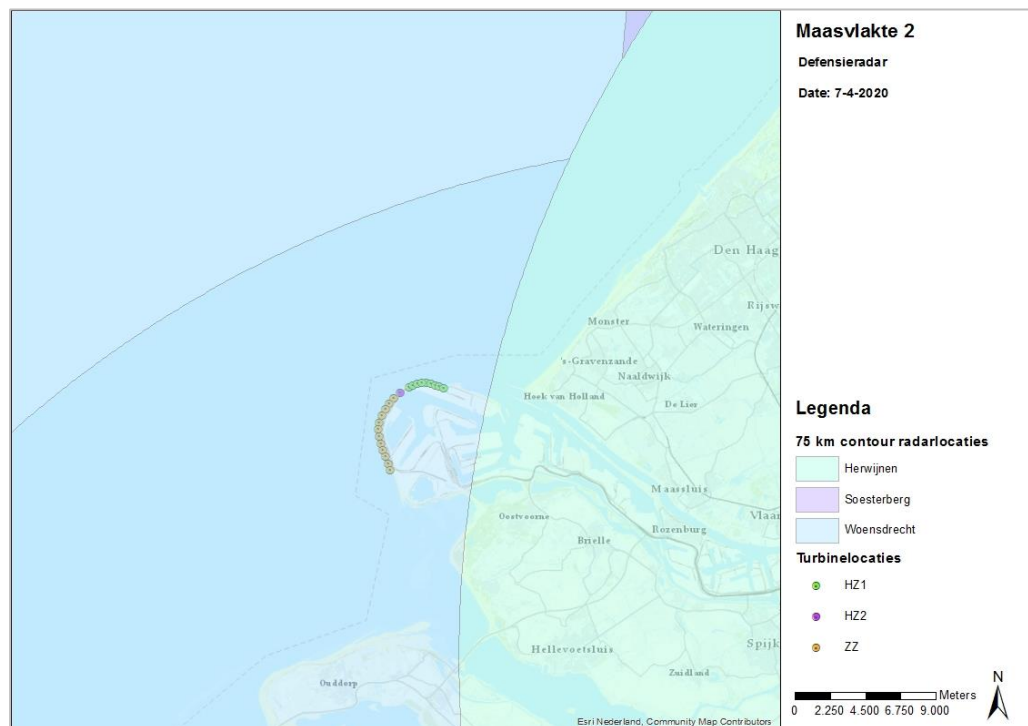 Maasvlakte 2
Defensieradar
Date: 7-4-2020
Den Haag
Rijsw
Monster
Wateringen
's-Gravenzande
Naaldwijk
Hoek van Holland
De Lier
Maassluis
Vlaar
Oostvoorne
Rozenburg
Brielle
Hellevoetsluis
Spijk
Zuidland
Ouddorp
Esri Nederland, Community Map Contributors
Legenda
75 km contour radarlocaties
Herwijnen
Soesterberg
Woensdrecht
Turbinelocaties
HZ1
HZ2
ZZ
N
Meters
0 2.250 4.500 6.750 9.000